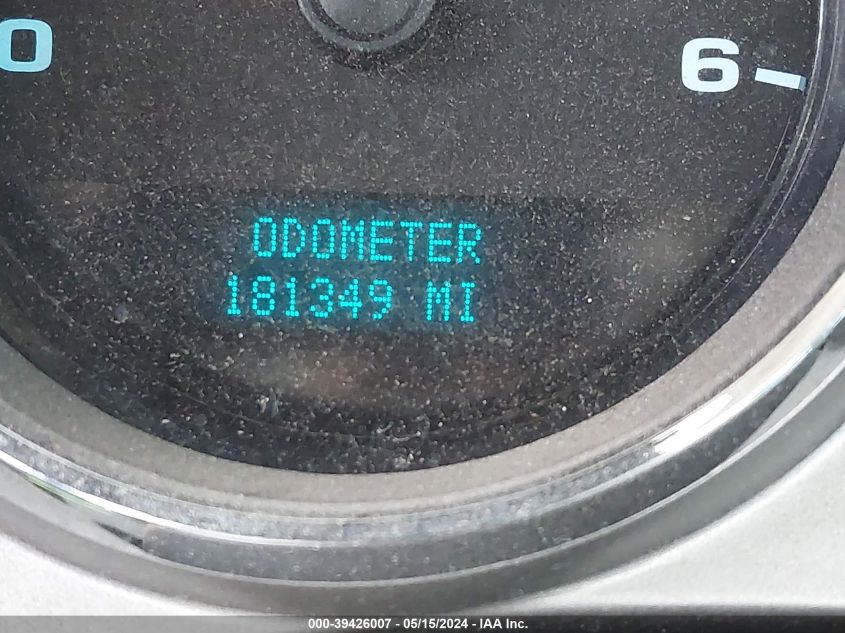 0
6
ODOMETER
181349 MI
000-39426007 - 05/15/2024 - IAA Inc.